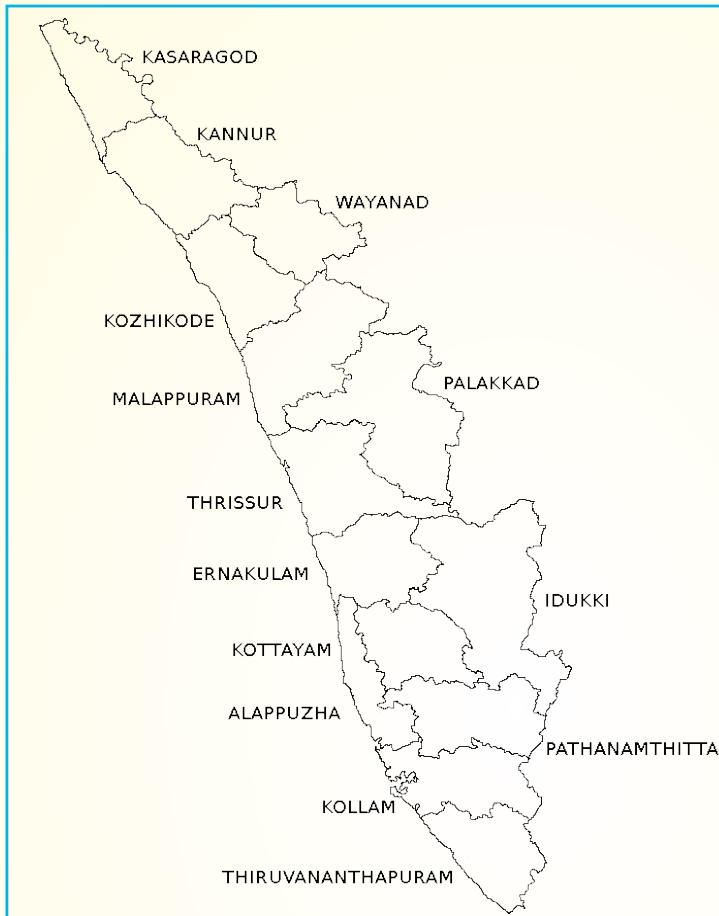 KASARAGOD
KANNUR
WAYANAD
KOZHIKODE
PALAKKAD
MALAPPURAM
THRISSUR
ERNAKULAM
IDUKKI
KOTTAYAM
ALAPPUZHA
PATHANAMTHITTA
KOLLAM
THIRUVANANTHAPURAM